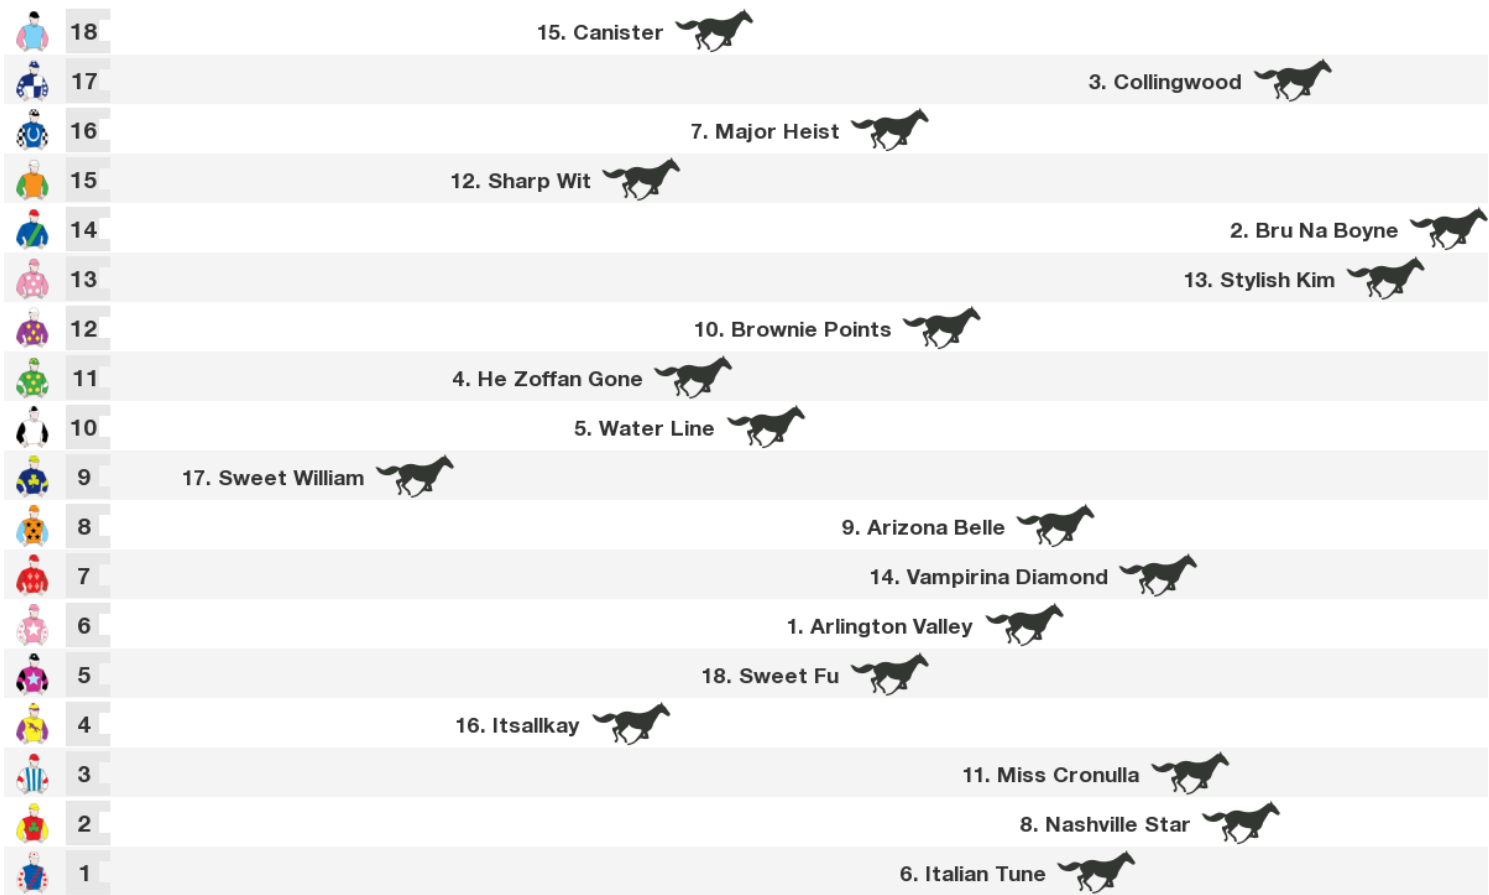 18 15. Canister
17 3. Collingwood
16 7. Major Heist
15 12. Sharp Wit
14 2. Bru Na Boyne
13 13. Stylish Kim
12 10. Brownie Points
11 4. He Zoffan Gone
10 5. Water Line
9 17. Sweet William
8 9. Arizona Belle
7 14. Vampirina Diamond
6 1. Arlington Valley
5 18. Sweet Fu
4 16. Itsallkay
3 11. Miss Cronulla
2 8. Nashville Star
1 6. Italian Tune